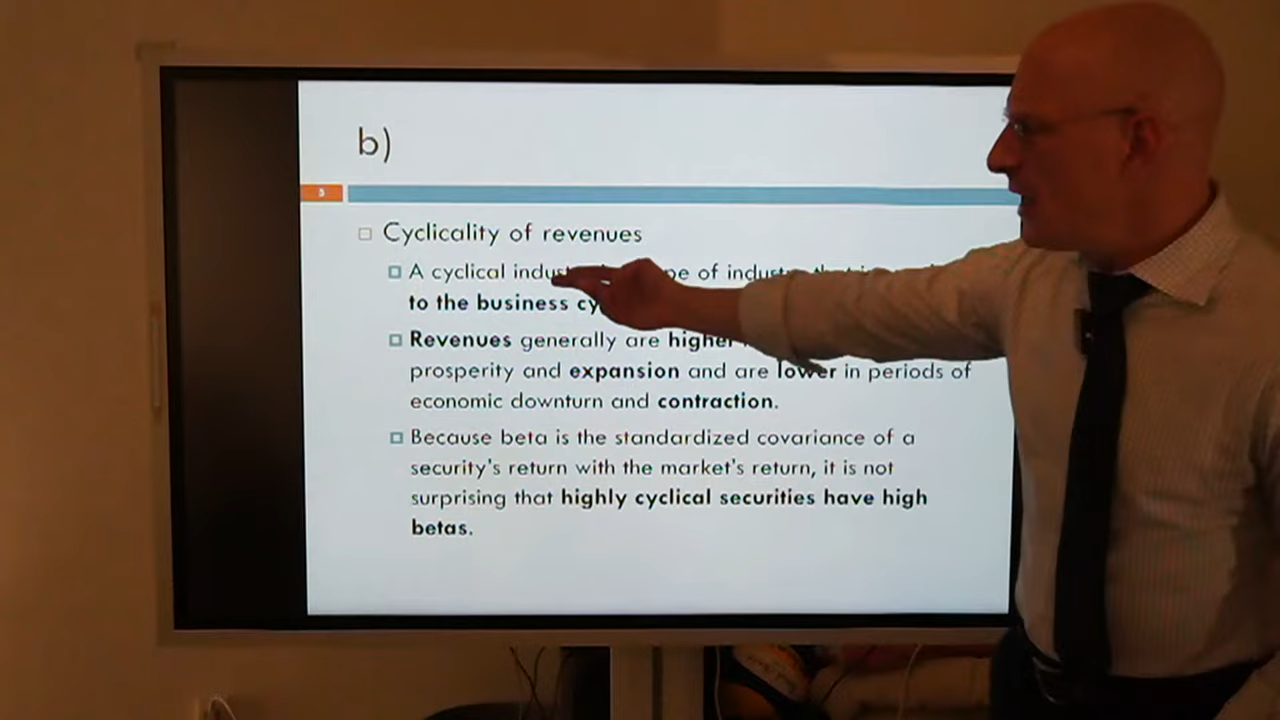 b)
5
Cyclicality of revenues
A cyclical of
to the business
Revenues generally are higher
prosperity and expansion and are lower in periods of
economic downturn and contraction.
Because beta is the standardized covariance of a
security's return with the market's return, it is not
surprising that highly cyclical securities have high
betas.